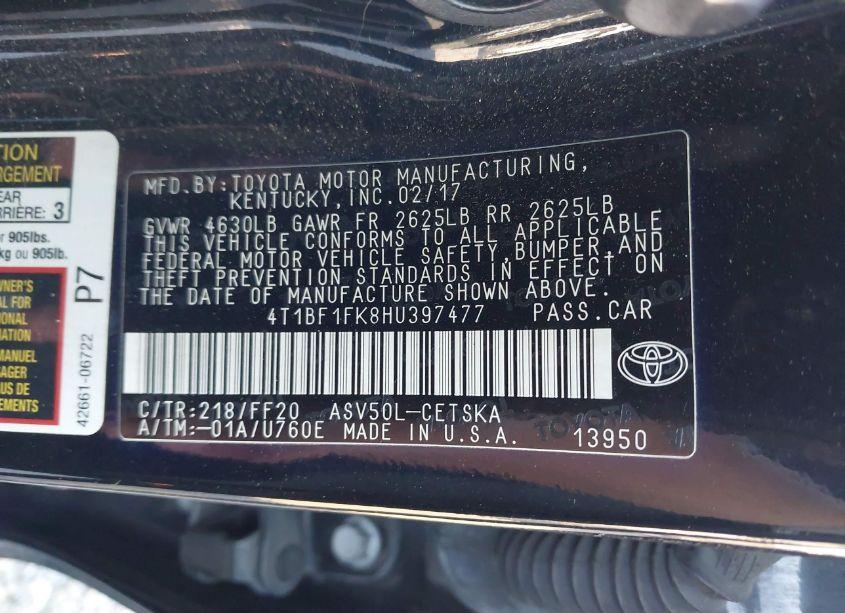 TION
RGEMENT
EAR
RRIÈRE: 3
r 905lbs.
kg ou 905lb.
WNER'S
AL FOR
TIONAL
MATION
MANUEL
PLUS DE
EMENTS
P7
42661-06722
MFD.BY:TOYOTA MOTOR MANUFACTURING,
KENTUCKY,INC.02/17
GVWR 4630LB GAWR FR 2625LB RR 2625LB
THIS VEHICLE CONFORMS TO ALL APPLICABLE
FEDERAL MOTOR VEHICLE SAFETY,BUMPER,AND
THEFT PREVENTION STANDARDS IN EFFECT ON
THE DATE OF MANUFACTURE SHOWN ABOVE.
4T1BF1FK8HU397477 PASS.CAR
C/TR:218/FF20 ASV50L-CETSKA
A/TM:-01A/U760E MADE IN U.S.A. 13950